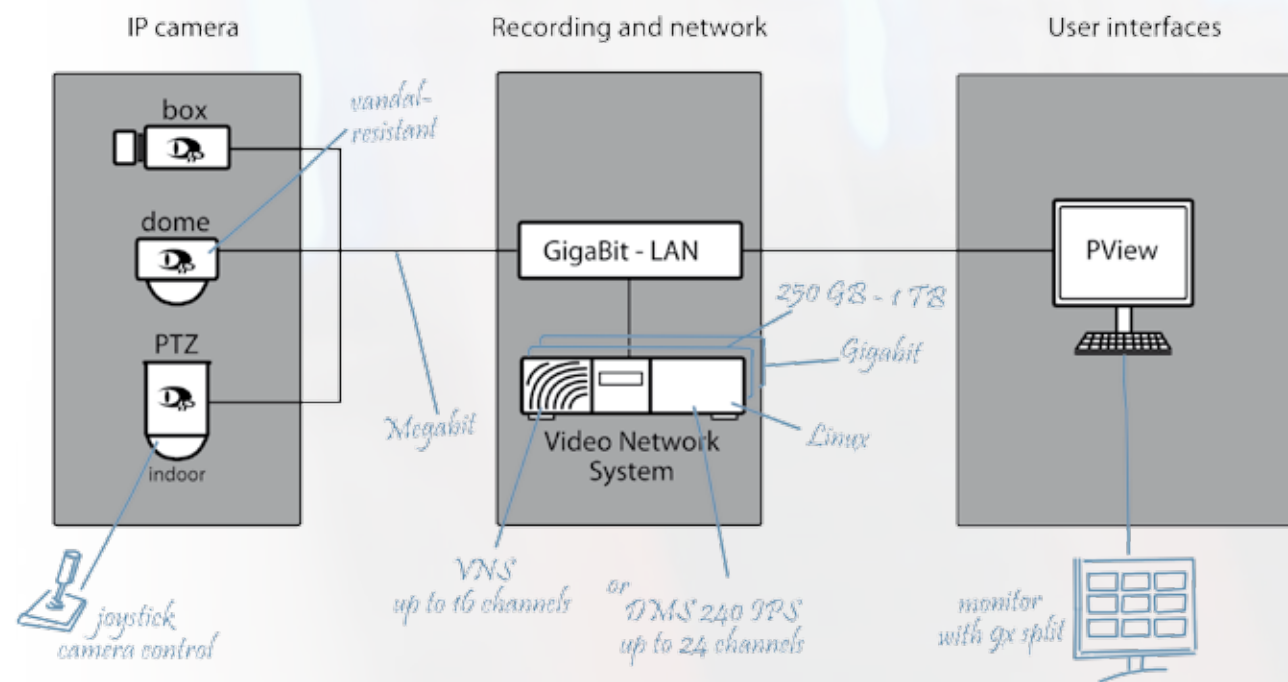 IP camera
Recording and network
User interfaces
box
vandal-
resistant
dome
GigaBit - LAN
PView
250 GB - 1 TB
PTZ
Gigabit
Megabit
Linux
Video Network
System
indoor
VNS
up to 16 channels
or
DMS 240 IPS
up to 24 channels
joystick
camera control
monitor
with 9x split